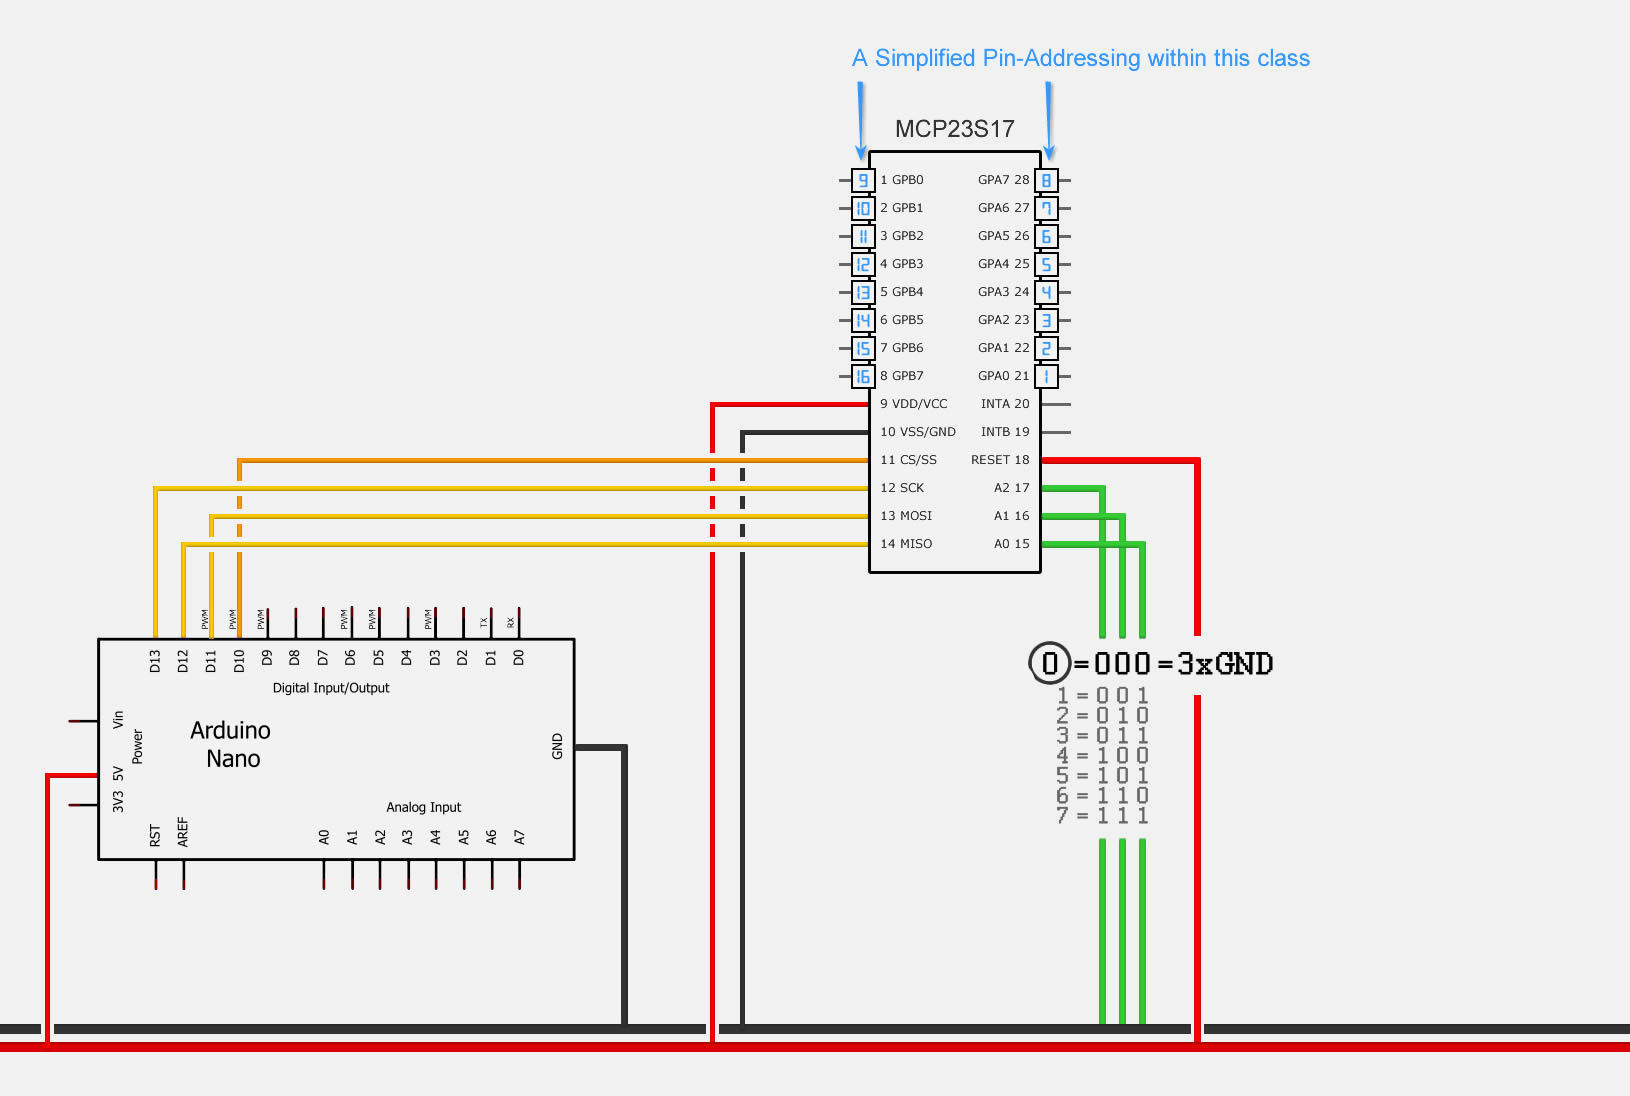 A Simplified Pin-Addressing within this class
MCP23S17
9 1 GPB0 GPA7 28 8
10 2 GPB1 GPA6 27 7
11 3 GPB2 GPA5 26 6
12 4 GPB3 GPA4 25 5
13 5 GPB4 GPA3 24 4
14 6 GPB5 GPA2 23 3
15 7 GPB6 GPA1 22 2
16 8 GPB7 GPA0 21 1
9 VDD/VCC INTA 20
10 VSS/GND INTB 19
11 CS/SS RESET 18
12 SCK A2 17
13 MOSI A1 16
14 MISO A0 15
PWM PWM PWM PWM PWM PWM TX RX
D13 D12 D11 D10 D9 D8 D7 D6 D5 D4 D3 D2 D1 D0
Digital Input/Output
Arduino
Nano
Vin
Power
5V
3V3
GND
Analog Input
RST AREF A0 A1 A2 A3 A4 A5 A6 A7
0 = 000 = 3xGND
1 = 0 0 1
2 = 0 1 0
3 = 0 1 1
4 = 1 0 0
5 = 1 0 1
6 = 1 1 0
7 = 1 1 1